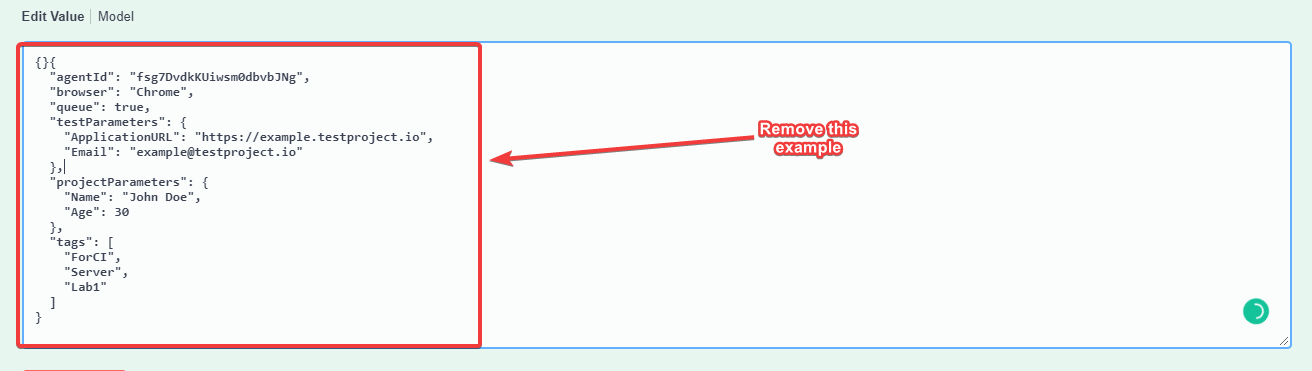 Edit Value Model
{}{
  "agentId": "fsg7DvdkKUiwsm0dbvbJNg",
  "browser": "Chrome",
  "queue": true,
  "testParameters": {
    "ApplicationURL": "https://example.testproject.io",
    "Email": "example@testproject.io"
  },
  "projectParameters": {
    "Name": "John Doe",
    "Age": 30
  },
  "tags": [
    "ForCI",
    "Server",
    "Lab1"
  ]
}
Remove this
example